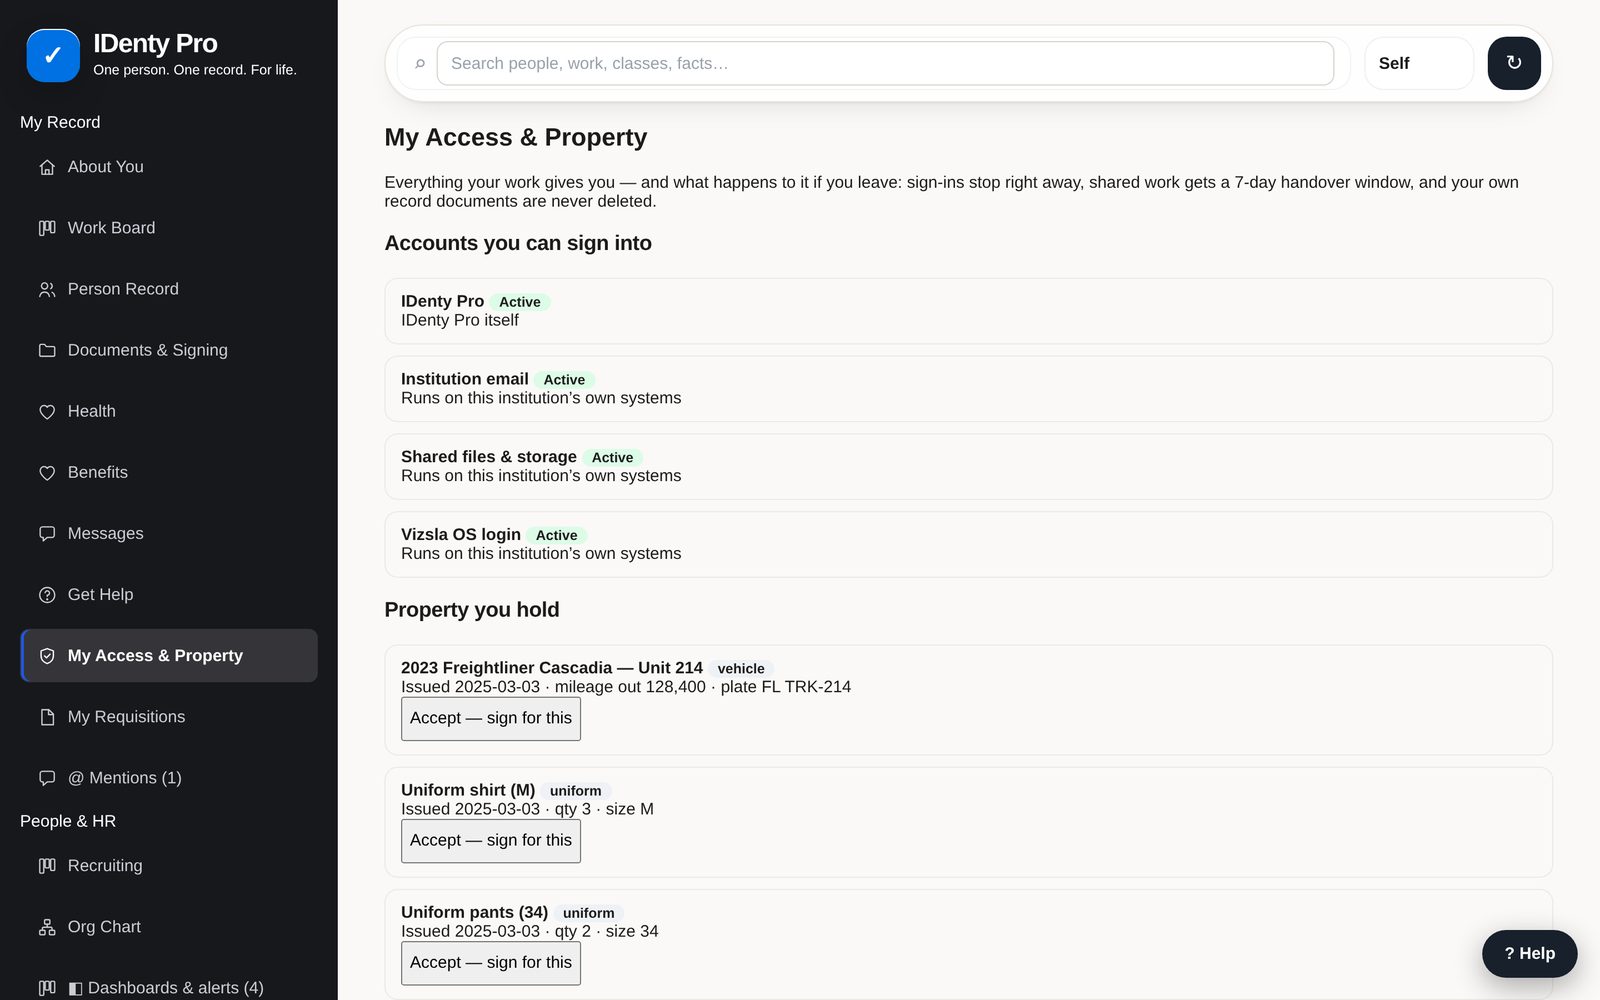 ✓
IDenty Pro
One person. One record. For life.
My Record
About You
Work Board
Person Record
Documents & Signing
Health
Benefits
Messages
Get Help
My Access & Property
My Requisitions
@ Mentions (1)
People & HR
Recruiting
Org Chart
◧ Dashboards & alerts (4)
⌕ Search people, work, classes, facts…
Self
↻
My Access & Property
Everything your work gives you — and what happens to it if you leave: sign-ins stop right away, shared work gets a 7-day handover window, and your own
record documents are never deleted.
Accounts you can sign into
IDenty Pro Active
IDenty Pro itself
Institution email Active
Runs on this institution’s own systems
Shared files & storage Active
Runs on this institution’s own systems
Vizsla OS login Active
Runs on this institution’s own systems
Property you hold
2023 Freightliner Cascadia — Unit 214 vehicle
Issued 2025-03-03 · mileage out 128,400 · plate FL TRK-214
Accept — sign for this
Uniform shirt (M) uniform
Issued 2025-03-03 · qty 3 · size M
Accept — sign for this
Uniform pants (34) uniform
Issued 2025-03-03 · qty 2 · size 34
Accept — sign for this
? Help